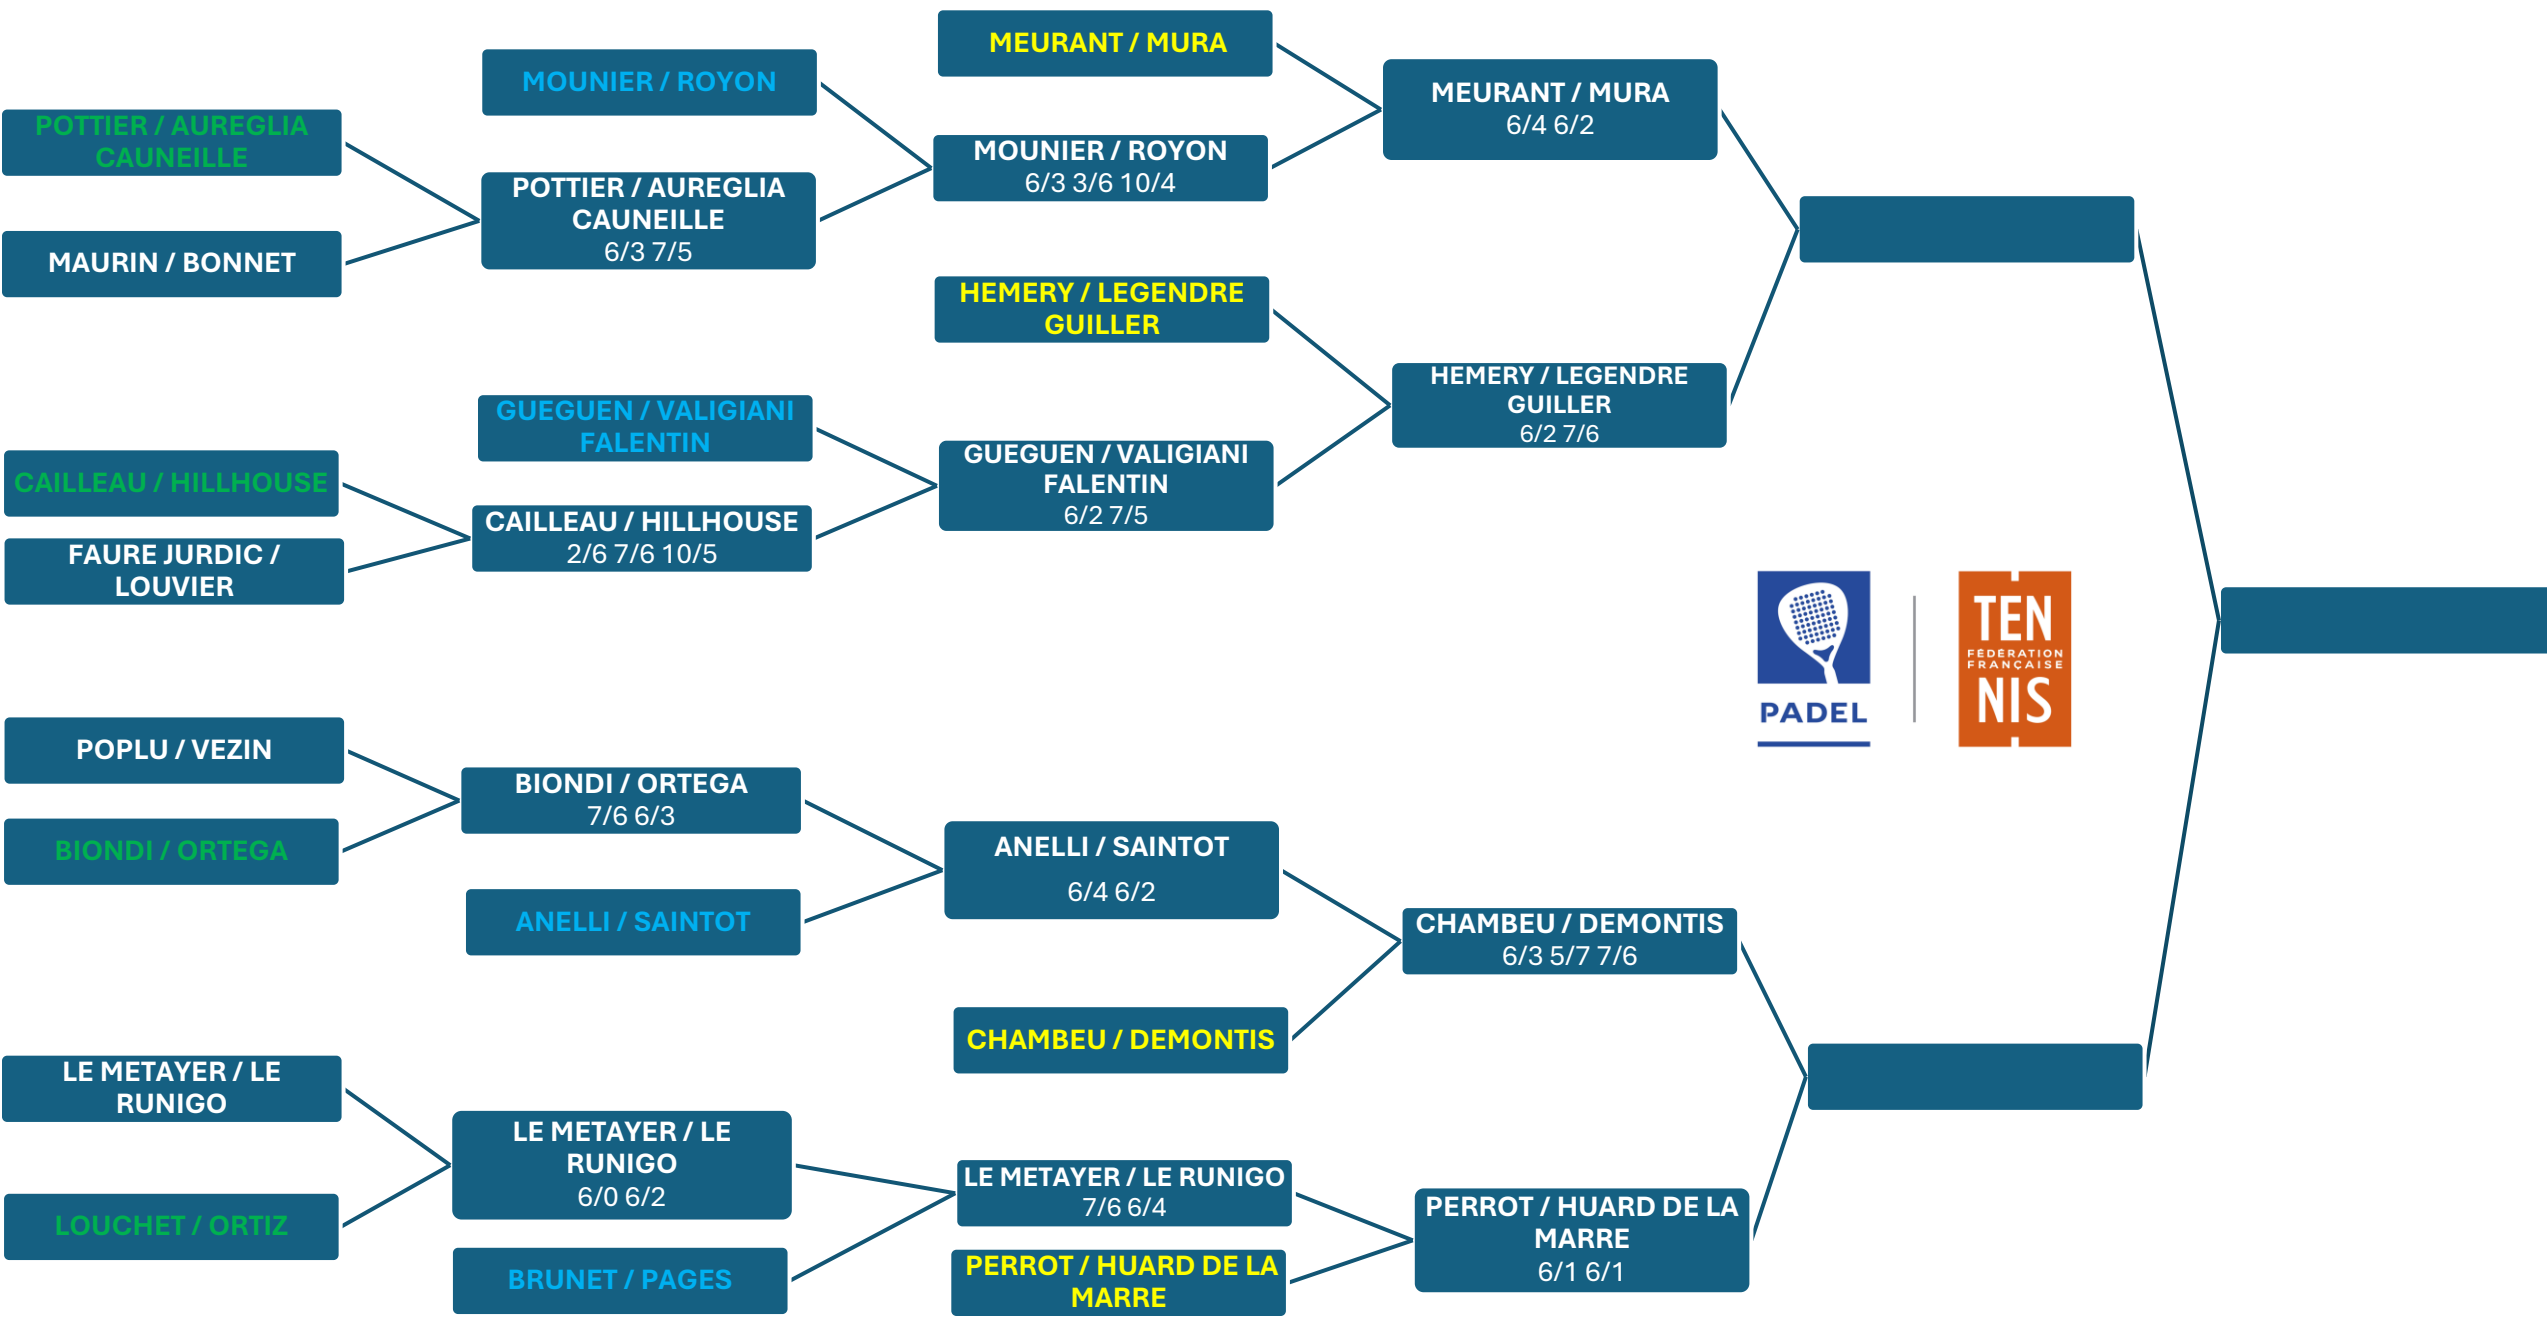 POTTIER / AUREGLIA
CAUNEILLE
MAURIN / BONNET
CAILLEAU / HILLHOUSE
FAURE JURDIC /
LOUVIER
POPLU / VEZIN
BIONDI / ORTEGA
LE METAYER / LE
RUNIGO
LOUCHET / ORTIZ
MOUNIER / ROYON
POTTIER / AUREGLIA
CAUNEILLE
6/3 7/5
GUEGUEN / VALIGIANI
FALENTIN
CAILLEAU / HILLHOUSE
2/6 7/6 10/5
BIONDI / ORTEGA
7/6 6/3
ANELLI / SAINTOT
LE METAYER / LE
RUNIGO
6/0 6/2
BRUNET / PAGES
MEURANT / MURA
MOUNIER / ROYON
6/3 3/6 10/4
HEMERY / LEGENDRE
GUILLER
GUEGUEN / VALIGIANI
FALENTIN
6/2 7/5
ANELLI / SAINTOT
6/4 6/2
CHAMBEU / DEMONTIS
LE METAYER / LE RUNIGO
7/6 6/4
PERROT / HUARD DE LA
MARRE
MEURANT / MURA
6/4 6/2
HEMERY / LEGENDRE
GUILLER
6/2 7/6
CHAMBEU / DEMONTIS
6/3 5/7 7/6
PERROT / HUARD DE LA
MARRE
6/1 6/1
PADEL
TEN
FÉDÉRATION
FRANÇAISE
NIS